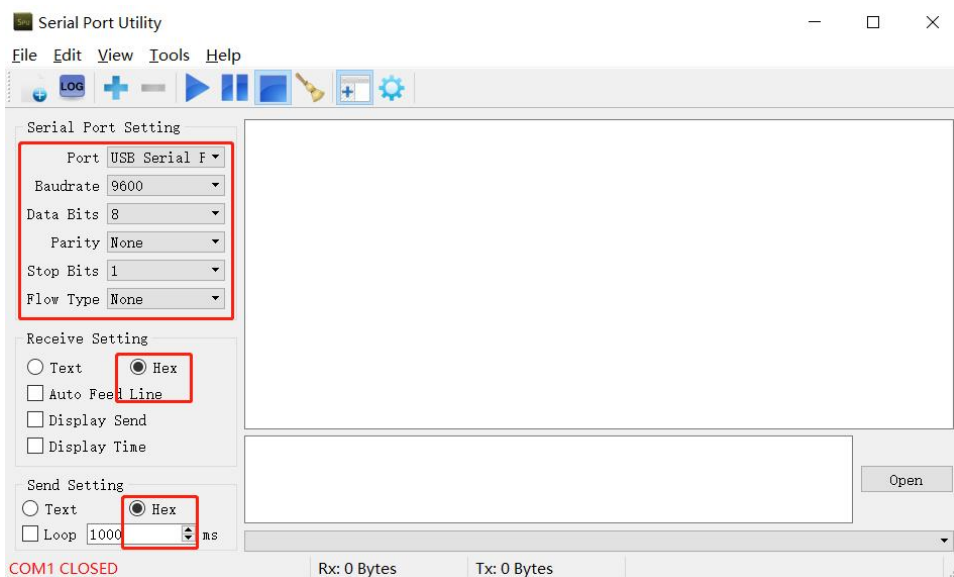 Serial Port Utility
File Edit View Tools Help
LOG
Serial Port Setting
Port USB Serial F
Baudrate 9600
Data Bits 8
Parity None
Stop Bits 1
Flow Type None
Receive Setting
Text Hex
Auto Feed Line
Display Send
Display Time
Send Setting
Text Hex
Loop 1000 ms
Open
COM1 CLOSED Rx: 0 Bytes Tx: 0 Bytes